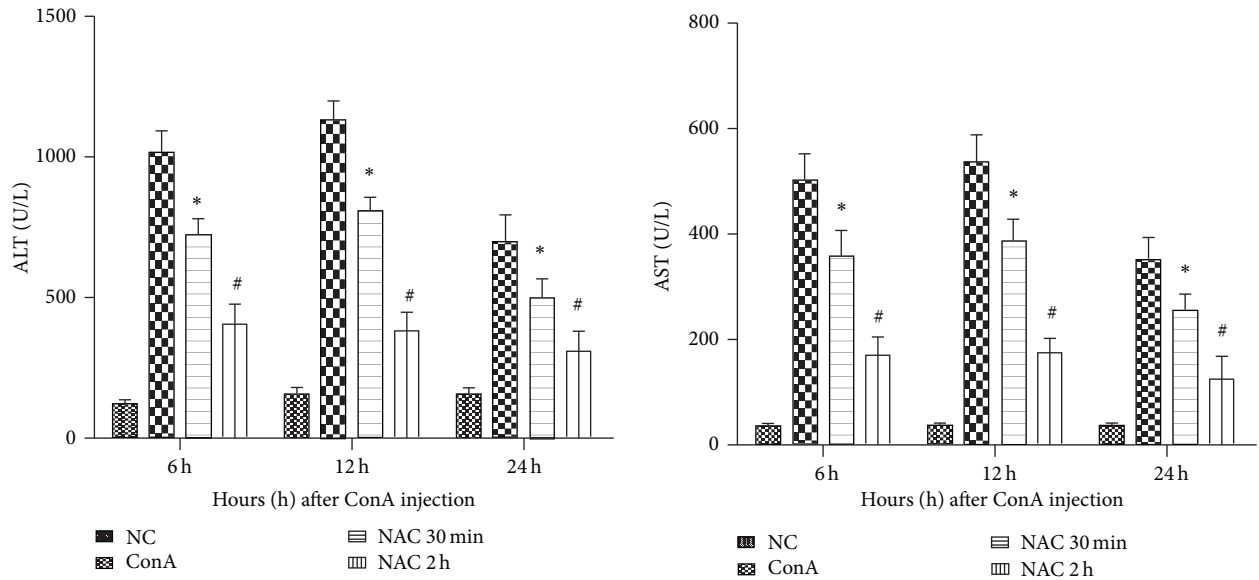 1500
1000
500
0
ALT (U/L)
*
#
*
#
*
#
6 h
12 h
24 h
Hours (h) after ConA injection
NC
ConA
NAC 30 min
NAC 2 h
800
600
400
200
0
AST (U/L)
*
#
*
#
*
#
6 h
12 h
24 h
Hours (h) after ConA injection
NC
ConA
NAC 30 min
NAC 2 h